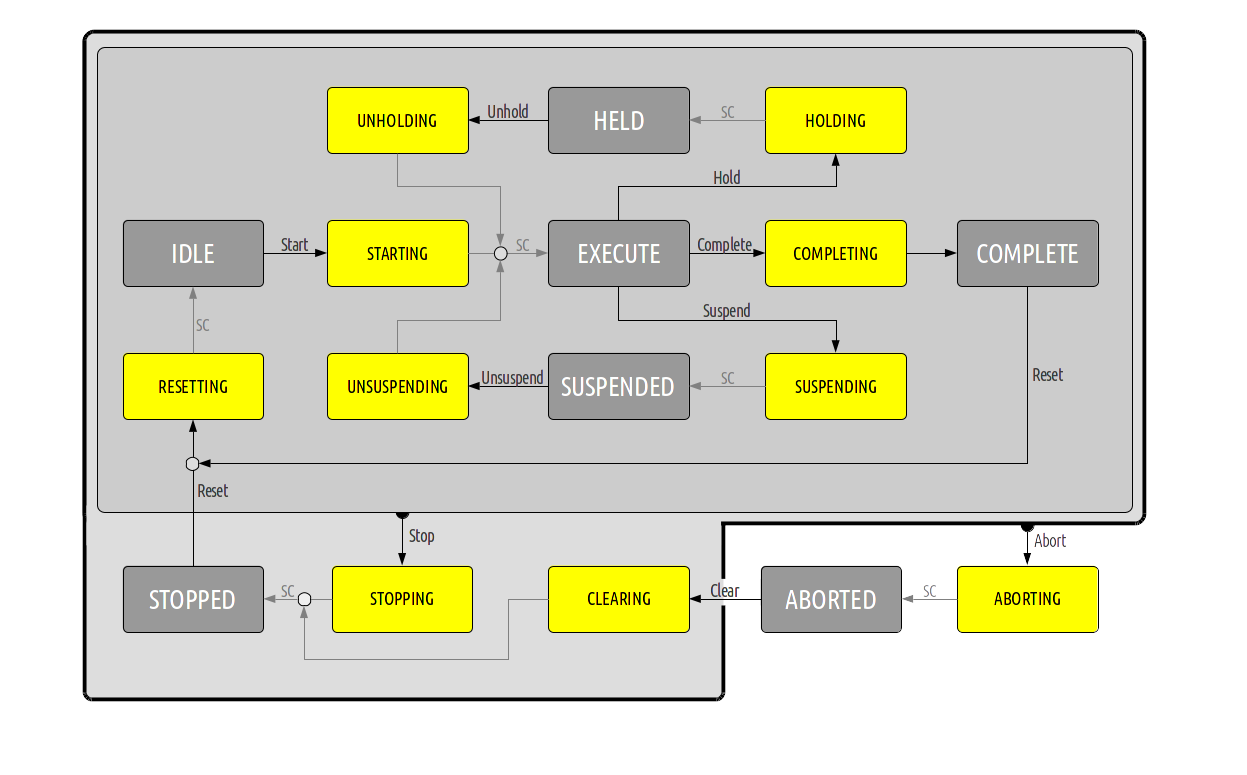 UNHOLDING
Unhold
HELD
SC
HOLDING
Hold
IDLE
Start
STARTING
SC
EXECUTE
Complete
COMPLETING
COMPLETE
SC
Suspend
RESETTING
UNSUSPENDING
Unsuspend
SUSPENDED
SC
SUSPENDING
Reset
Reset
Stop
Abort
STOPPED
SC
STOPPING
CLEARING
Clear
ABORTED
SC
ABORTING